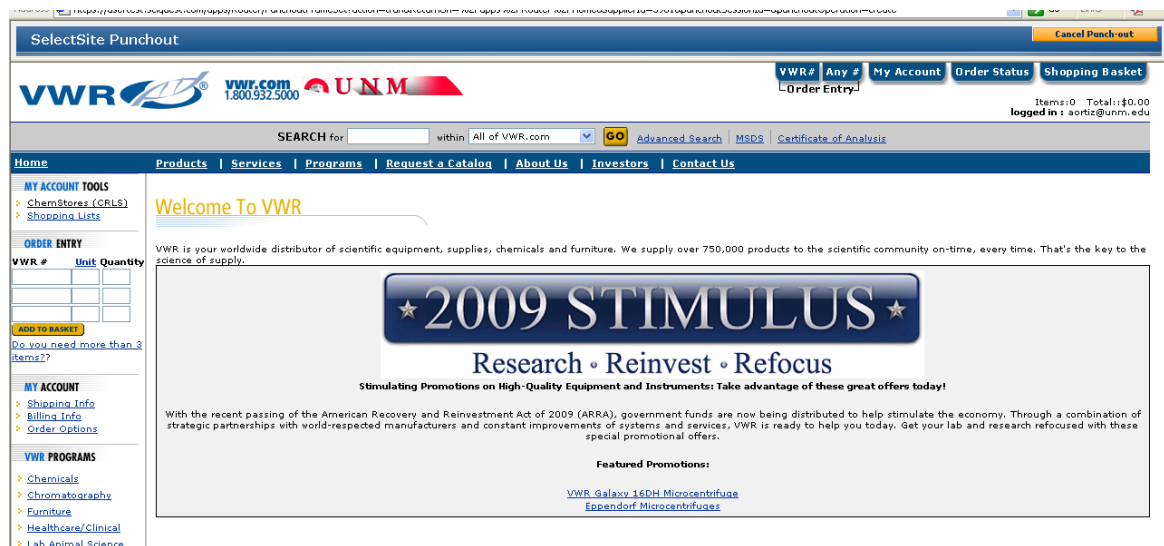 SelectSite Punchout
Cancel Punch-out
VWR
vwr.com
1.800.932.5000
UNM
VWR# Any # My Account Order Status Shopping Basket
Order Entry
Items:0 Total::$0.00
logged in : aortiz@unm.edu
SEARCH for within All of VWR.com GO Advanced Search | MSDS | Certificate of Analysis
Home Products | Services | Programs | Request a Catalog | About Us | Investors | Contact Us
MY ACCOUNT TOOLS
ChemStores (CRLS)
Shopping Lists
ORDER ENTRY
VWR # Unit Quantity
ADD TO BASKET
Do you need more than 3
items??
MY ACCOUNT
Shipping Info
Billing Info
Order Options
VWR PROGRAMS
Chemicals
Chromatography
Furniture
Healthcare/Clinical
Lab Animal Science
Welcome To VWR
VWR is your worldwide distributor of scientific equipment, supplies, chemicals and furniture. We supply over 750,000 products to the scientific community on-time, every time. That's the key to the
science of supply.
2009 STIMULUS
Research • Reinvest • Refocus
Stimulating Promotions on High-Quality Equipment and Instruments: Take advantage of these great offers today!
With the recent passing of the American Recovery and Reinvestment Act of 2009 (ARRA), government funds are now being distributed to help stimulate the economy. Through a combination of
strategic partnerships with world-respected manufacturers and constant improvements of systems and services, VWR is ready to help you today. Get your lab and research refocused with these
special promotional offers.
Featured Promotions:
VWR Galaxy 16DH Microcentrifuge
Eppendorf Microcentrifuges